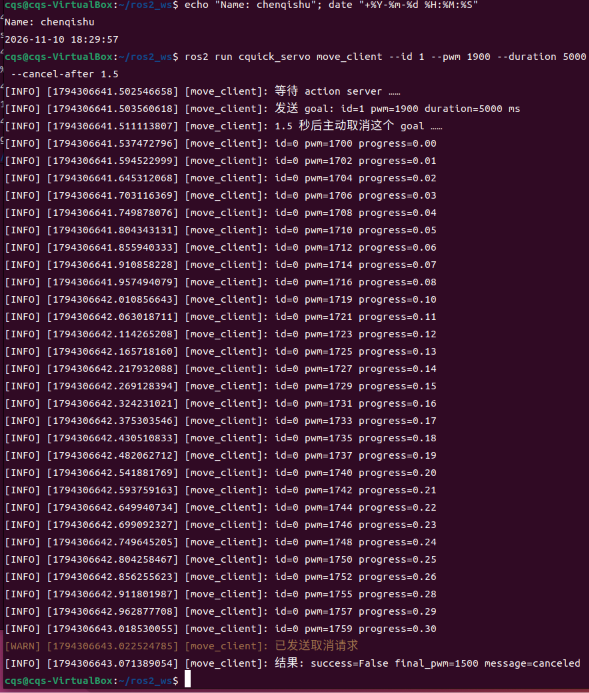 cqs@cqs-VirtualBox:~/ros2_ws$ echo "Name: chenqishu"; date "+%Y-%m-%d %H:%M:%S"
Name: chenqishu
2026-11-10 18:29:57
cqs@cqs-VirtualBox:~/ros2_ws$ ros2 run cquick_servo move_client --id 1 --pwm 1900 --duration 5000
--cancel-after 1.5
[INFO] [1794306641.502546658] [move_client]: 等待 action server ……
[INFO] [1794306641.503560618] [move_client]: 发送 goal: id=1 pwm=1900 duration=5000 ms
[INFO] [1794306641.511113807] [move_client]: 1.5 秒后主动取消这个 goal ……
[INFO] [1794306641.537472796] [move_client]: id=0 pwm=1700 progress=0.00
[INFO] [1794306641.594522999] [move_client]: id=0 pwm=1702 progress=0.01
[INFO] [1794306641.645312068] [move_client]: id=0 pwm=1704 progress=0.02
[INFO] [1794306641.703116369] [move_client]: id=0 pwm=1706 progress=0.03
[INFO] [1794306641.749878076] [move_client]: id=0 pwm=1708 progress=0.04
[INFO] [1794306641.804343131] [move_client]: id=0 pwm=1710 progress=0.05
[INFO] [1794306641.855940333] [move_client]: id=0 pwm=1712 progress=0.06
[INFO] [1794306641.910858228] [move_client]: id=0 pwm=1714 progress=0.07
[INFO] [1794306641.957494079] [move_client]: id=0 pwm=1716 progress=0.08
[INFO] [1794306642.010856643] [move_client]: id=0 pwm=1719 progress=0.10
[INFO] [1794306642.063018711] [move_client]: id=0 pwm=1721 progress=0.11
[INFO] [1794306642.114265208] [move_client]: id=0 pwm=1723 progress=0.12
[INFO] [1794306642.165718160] [move_client]: id=0 pwm=1725 progress=0.13
[INFO] [1794306642.217932088] [move_client]: id=0 pwm=1727 progress=0.14
[INFO] [1794306642.269128394] [move_client]: id=0 pwm=1729 progress=0.15
[INFO] [1794306642.324231021] [move_client]: id=0 pwm=1731 progress=0.16
[INFO] [1794306642.375303546] [move_client]: id=0 pwm=1733 progress=0.17
[INFO] [1794306642.430510833] [move_client]: id=0 pwm=1735 progress=0.18
[INFO] [1794306642.482062712] [move_client]: id=0 pwm=1737 progress=0.19
[INFO] [1794306642.541881769] [move_client]: id=0 pwm=1740 progress=0.20
[INFO] [1794306642.593759163] [move_client]: id=0 pwm=1742 progress=0.21
[INFO] [1794306642.649940734] [move_client]: id=0 pwm=1744 progress=0.22
[INFO] [1794306642.699092327] [move_client]: id=0 pwm=1746 progress=0.23
[INFO] [1794306642.749645205] [move_client]: id=0 pwm=1748 progress=0.24
[INFO] [1794306642.804258467] [move_client]: id=0 pwm=1750 progress=0.25
[INFO] [1794306642.856255623] [move_client]: id=0 pwm=1752 progress=0.26
[INFO] [1794306642.911801987] [move_client]: id=0 pwm=1755 progress=0.28
[INFO] [1794306642.962877708] [move_client]: id=0 pwm=1757 progress=0.29
[INFO] [1794306643.018530055] [move_client]: id=0 pwm=1759 progress=0.30
[WARN] [1794306643.022524785] [move_client]: 已发送取消请求
[INFO] [1794306643.071389054] [move_client]: 结果: success=False final_pwm=1500 message=canceled
cqs@cqs-VirtualBox:~/ros2_ws$